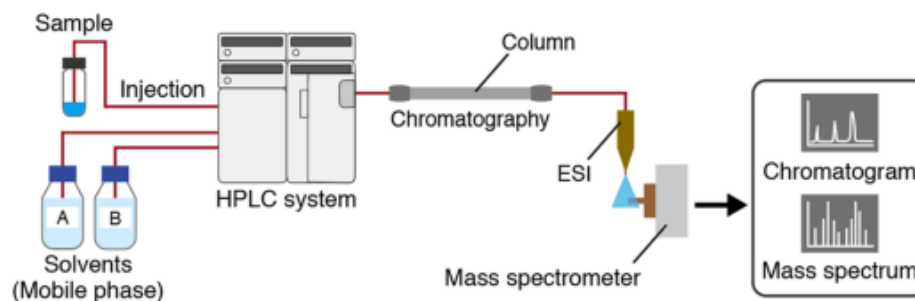 Sample
Injection
A
B
Solvents
(Mobile phase)
HPLC system
Column
Chromatography
ESI
Mass spectrometer
Chromatogram
Mass spectrum